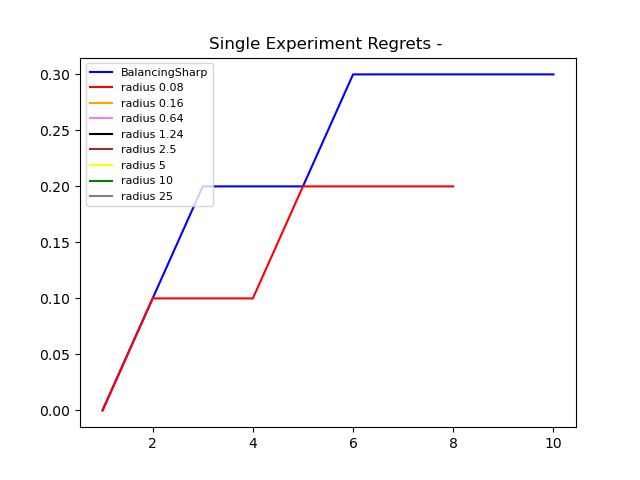 Single Experiment Regrets -
BalancingSharp
radius 0.08
radius 0.16
radius 0.64
radius 1.24
radius 2.5
radius 5
radius 10
radius 25
0.30
0.25
0.20
0.15
0.10
0.05
0.00
2 4 6 8 10